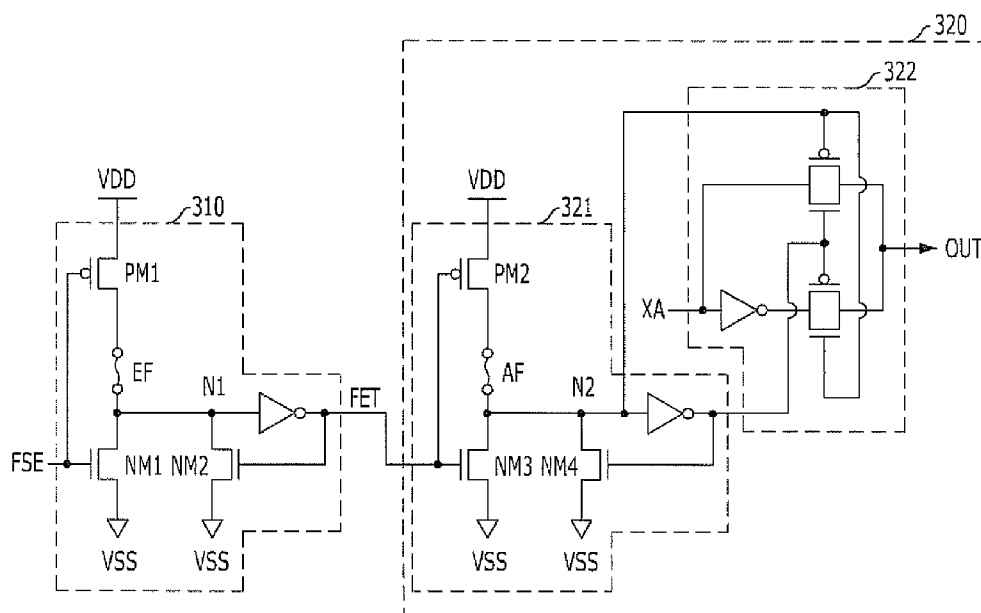 320
322
VDD
310
VDD
321
PM1
PM2
OUT
XA
EF
AF
N1
FET
N2
FSE
NM1
NM2
NM3
NM4
VSS
VSS
VSS
VSS